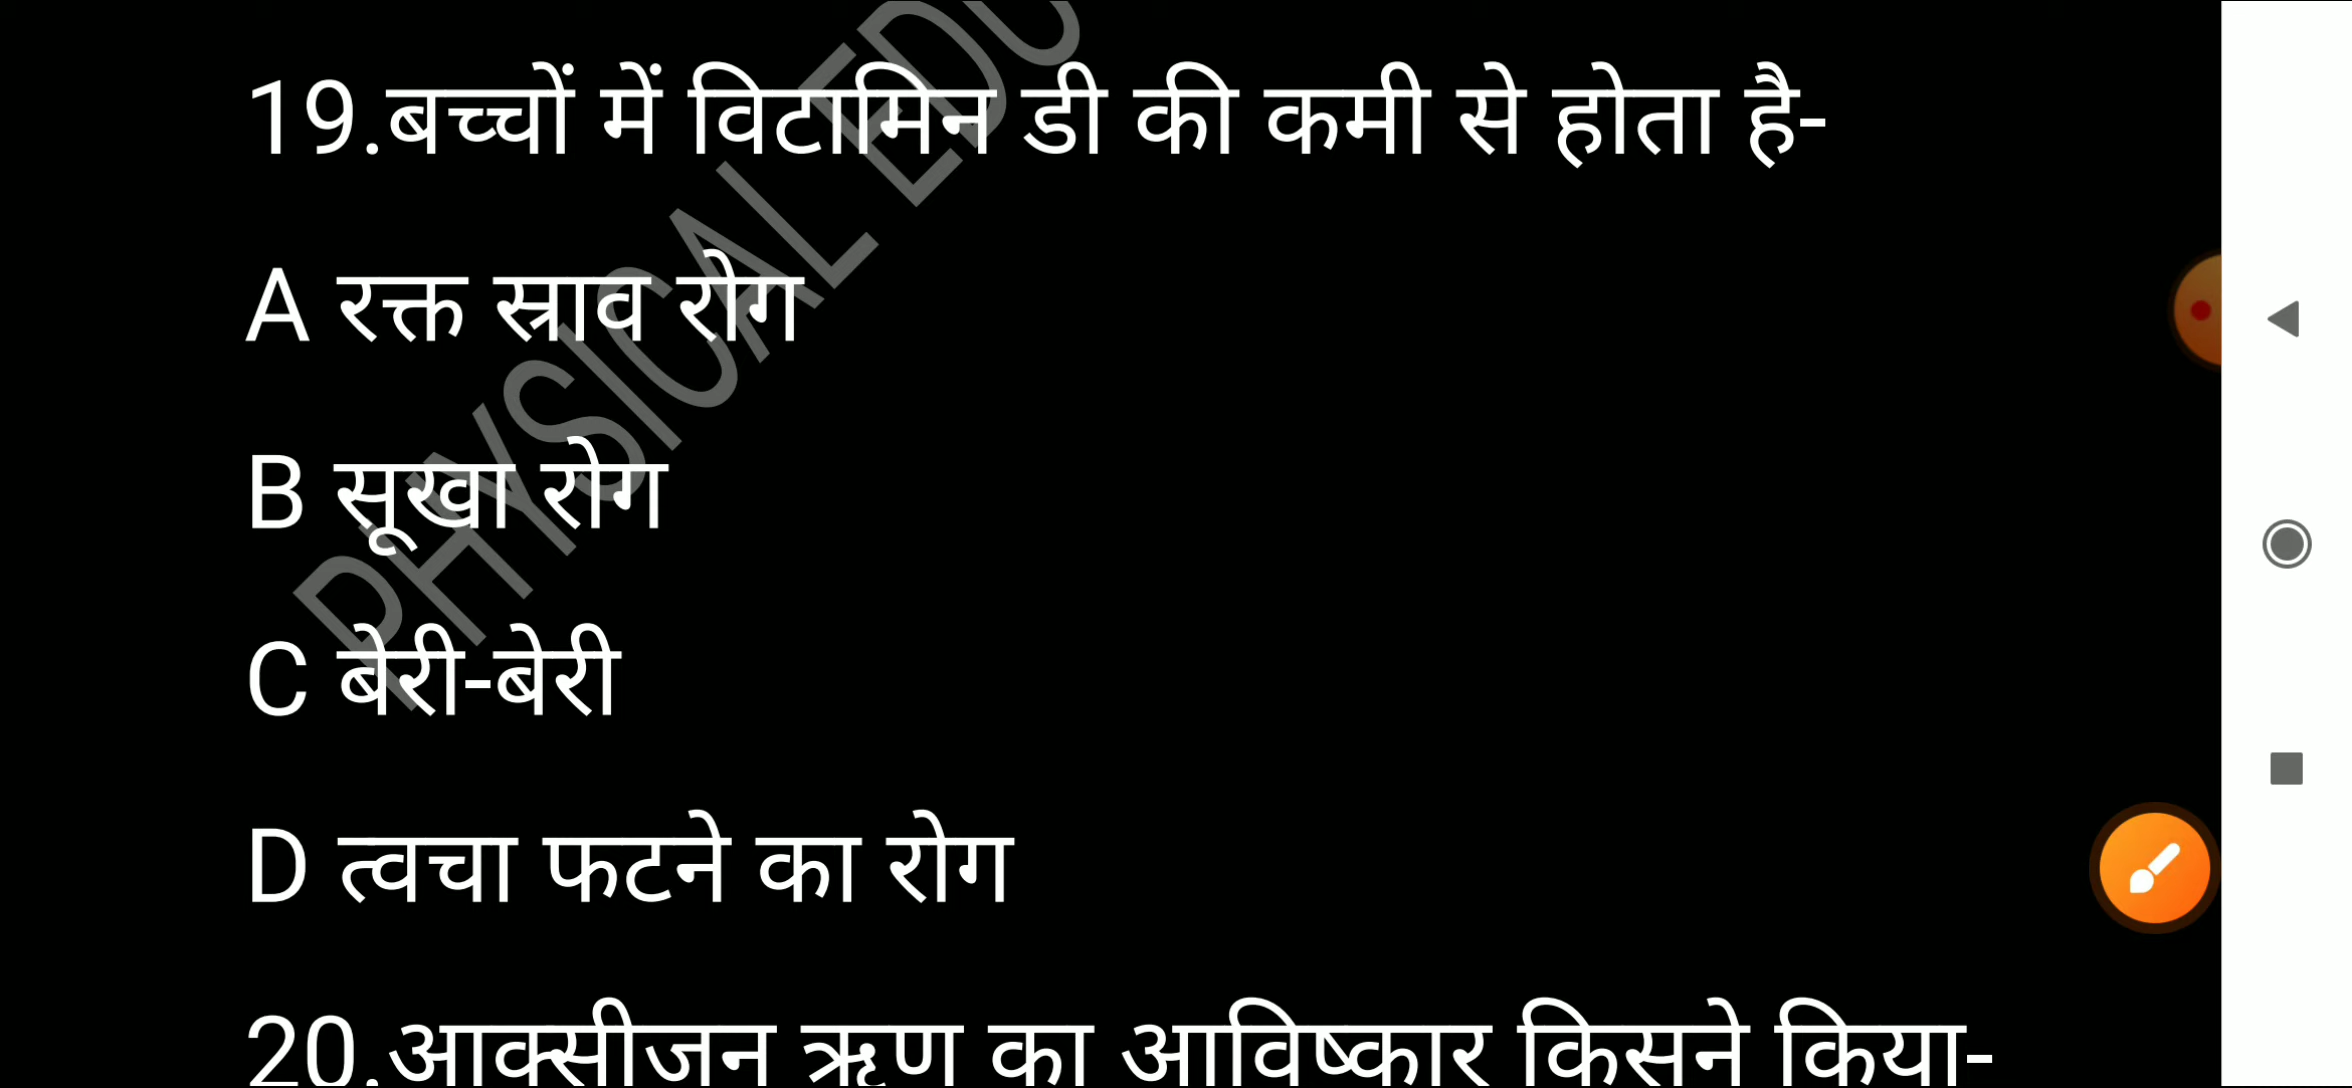 19.बच्चों में विटामिन डी की कमी से होता है-
A रक्त स्राव रोग
B सूखा रोग
C बेरी-बेरी
D त्वचा फटने का रोग
20.आक्सीजन ऋण का आविष्कार किसने किया-
PHYSICAL EDU